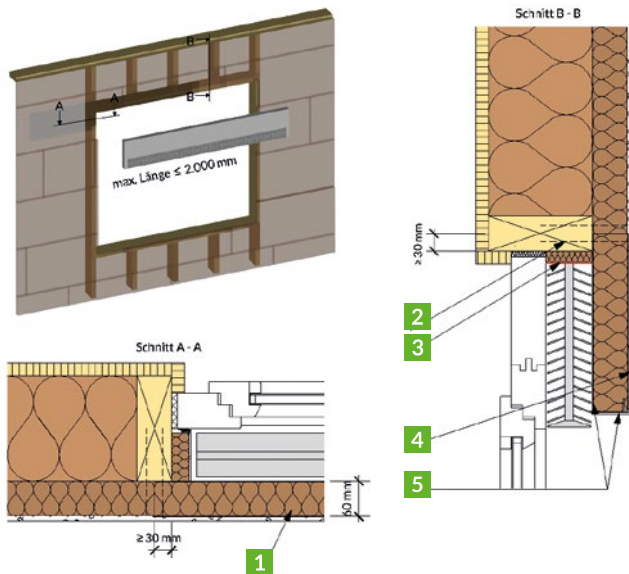 Schnitt B - B
B
B
A
A
max. Länge ≤ 2.000 mm
≥ 30 mm
2
3
4
5
Schnitt A - A
60 mm
≥ 30 mm
1